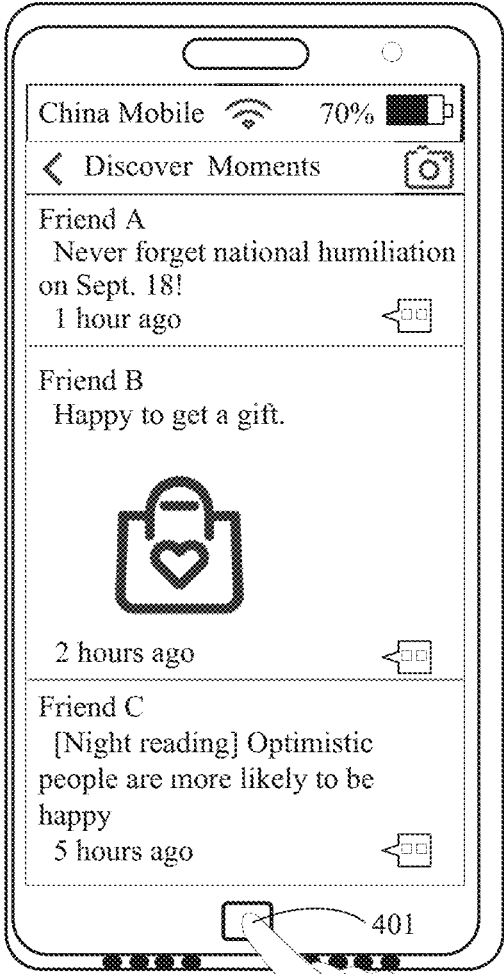 China Mobile 70%
Discover Moments
Friend A
Never forget national humiliation
on Sept. 18!
1 hour ago
Friend B
Happy to get a gift.
2 hours ago
Friend C
[Night reading] Optimistic
people are more likely to be
happy
5 hours ago
401